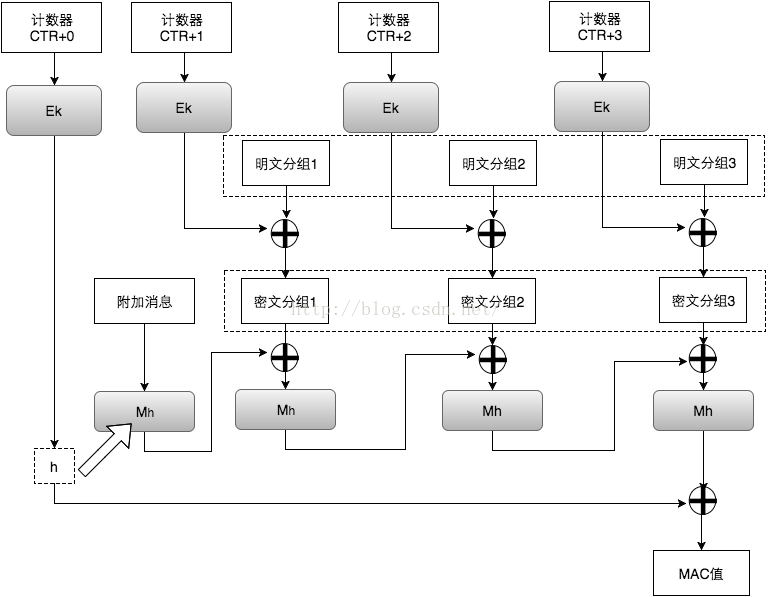 计数器
CTR+0
计数器
CTR+1
计数器
CTR+2
计数器
CTR+3
Ek
Ek
Ek
Ek
明文分组1
明文分组2
明文分组3
附加消息
密文分组1
密文分组2
密文分组3
http://blog.csdn.net/
Mh
Mh
Mh
Mh
h
MAC值